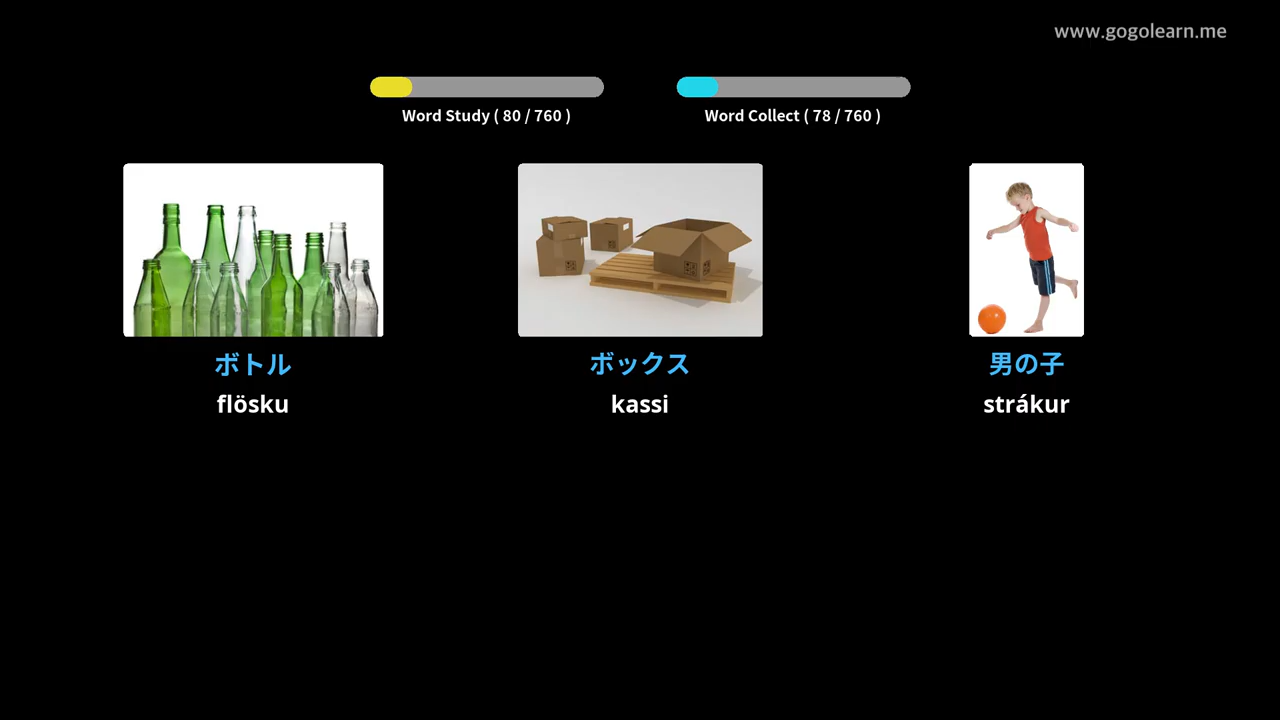 www.gogolearn.me
Word Study ( 80 / 760 )
Word Collect ( 78 / 760 )
ボトル
ボックス
男の子
flösku
kassi
strákur